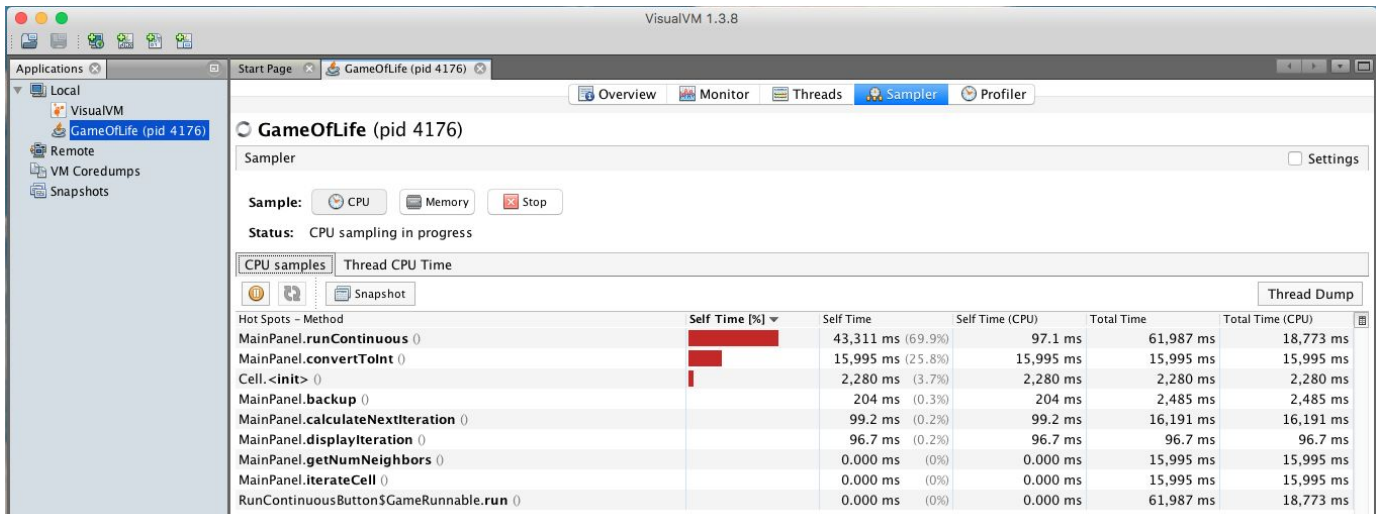 VisualVM 1.3.8
Applications
Start Page GameOfLife (pid 4176)
Local
VisualVM
GameOfLife (pid 4176)
Remote
VM Coredumps
Snapshots
Overview Monitor Threads Sampler Profiler
GameOfLife (pid 4176)
Sampler Settings
Sample: CPU Memory Stop
Status: CPU sampling in progress
CPU samples Thread CPU Time
Snapshot Thread Dump
Hot Spots – Method Self Time [%] Self Time Self Time (CPU) Total Time Total Time (CPU)
MainPanel.runContinuous () 43,311 ms (69.9%) 97.1 ms 61,987 ms 18,773 ms
MainPanel.convertToInt () 15,995 ms (25.8%) 15,995 ms 15,995 ms 15,995 ms
Cell.<init> () 2,280 ms (3.7%) 2,280 ms 2,280 ms 2,280 ms
MainPanel.backup () 204 ms (0.3%) 204 ms 2,485 ms 2,485 ms
MainPanel.calculateNextIteration () 99.2 ms (0.2%) 99.2 ms 16,191 ms 16,191 ms
MainPanel.displayIteration () 96.7 ms (0.2%) 96.7 ms 96.7 ms 96.7 ms
MainPanel.getNumNeighbors () 0.000 ms (0%) 0.000 ms 15,995 ms 15,995 ms
MainPanel.iterateCell () 0.000 ms (0%) 0.000 ms 15,995 ms 15,995 ms
RunContinuousButton$GameRunnable.run () 0.000 ms (0%) 0.000 ms 61,987 ms 18,773 ms